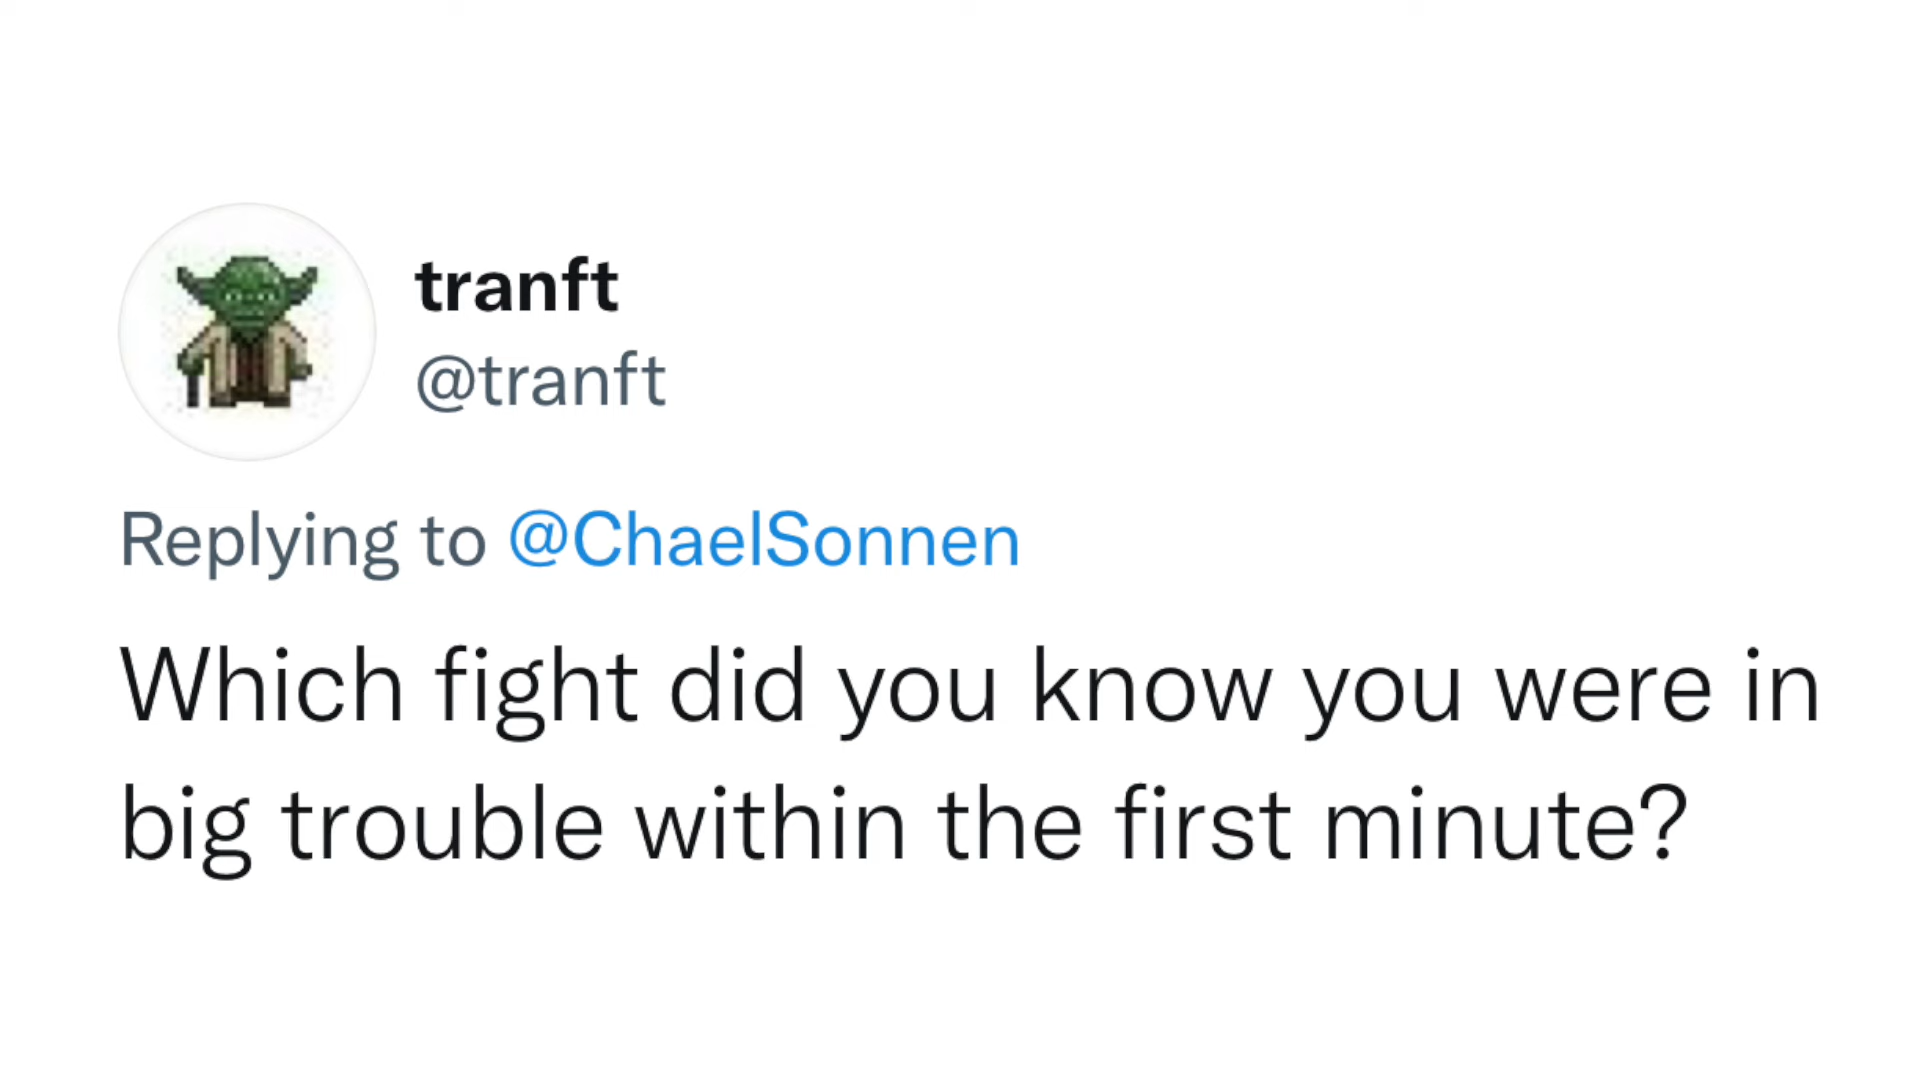 tranft
@tranft
Replying to @ChaelSonnen
Which fight did you know you were in
big trouble within the first minute?